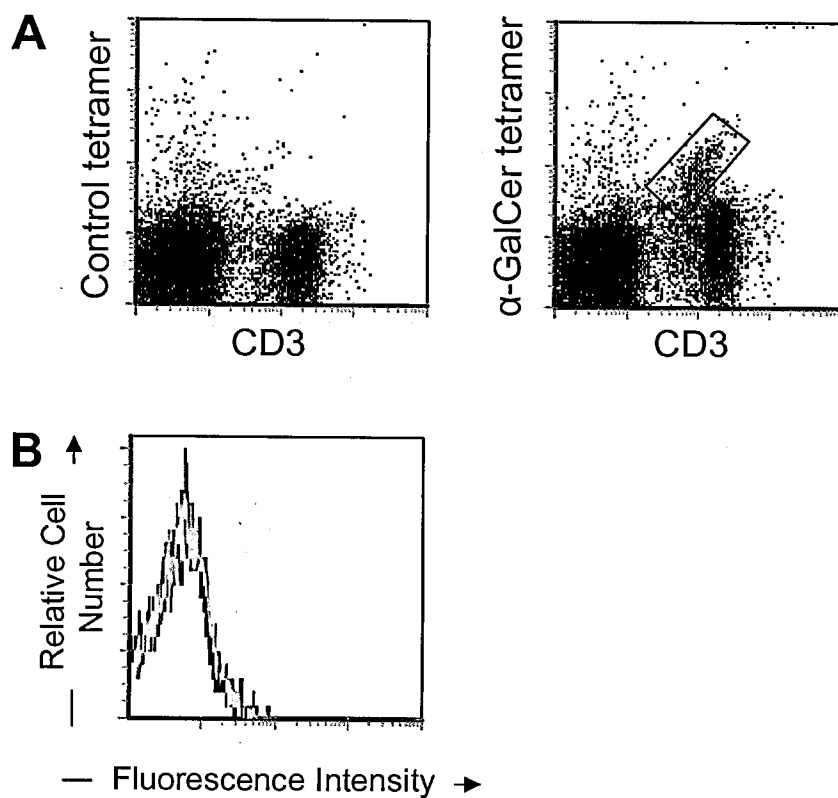 A
Control tetramer
CD3
α-GalCer tetramer
CD3
B
Relative Cell
Number
Fluorescence Intensity